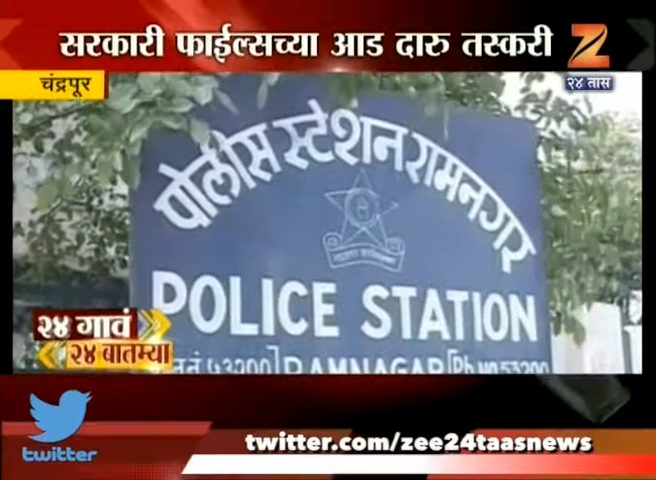 सरकारी फाईल्सच्या आड दारु तस्करी
२४ तास
चंद्रपूर
पोलीस स्टेशन रामनगर
POLICE STATION
RAMNAGAR
२४ गावं
२४ बातम्या
twitter
twitter.com/zee24taasnews